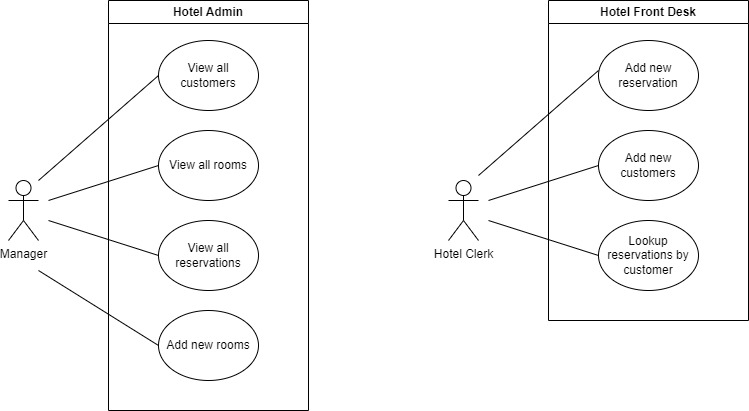 Hotel Admin
View all
customers
View all rooms
View all
reservations
Add new rooms
Manager
Hotel Front Desk
Add new
reservation
Add new
customers
Lookup
reservations by
customer
Hotel Clerk